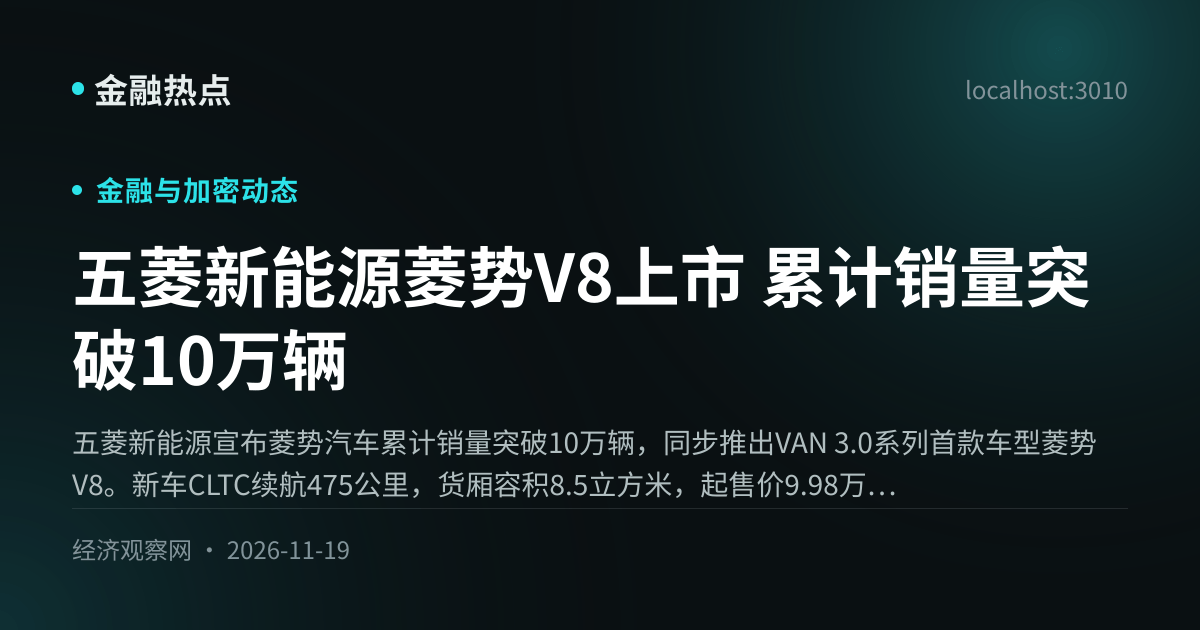 金融热点
localhost:3010
金融与加密动态
五菱新能源菱势V8上市 累计销量突
破10万辆
五菱新能源宣布菱势汽车累计销量突破10万辆，同步推出VAN 3.0系列首款车型菱势
V8。新车CLTC续航475公里，货厢容积8.5立方米，起售价9.98万…
经济观察网 · 2026-11-19